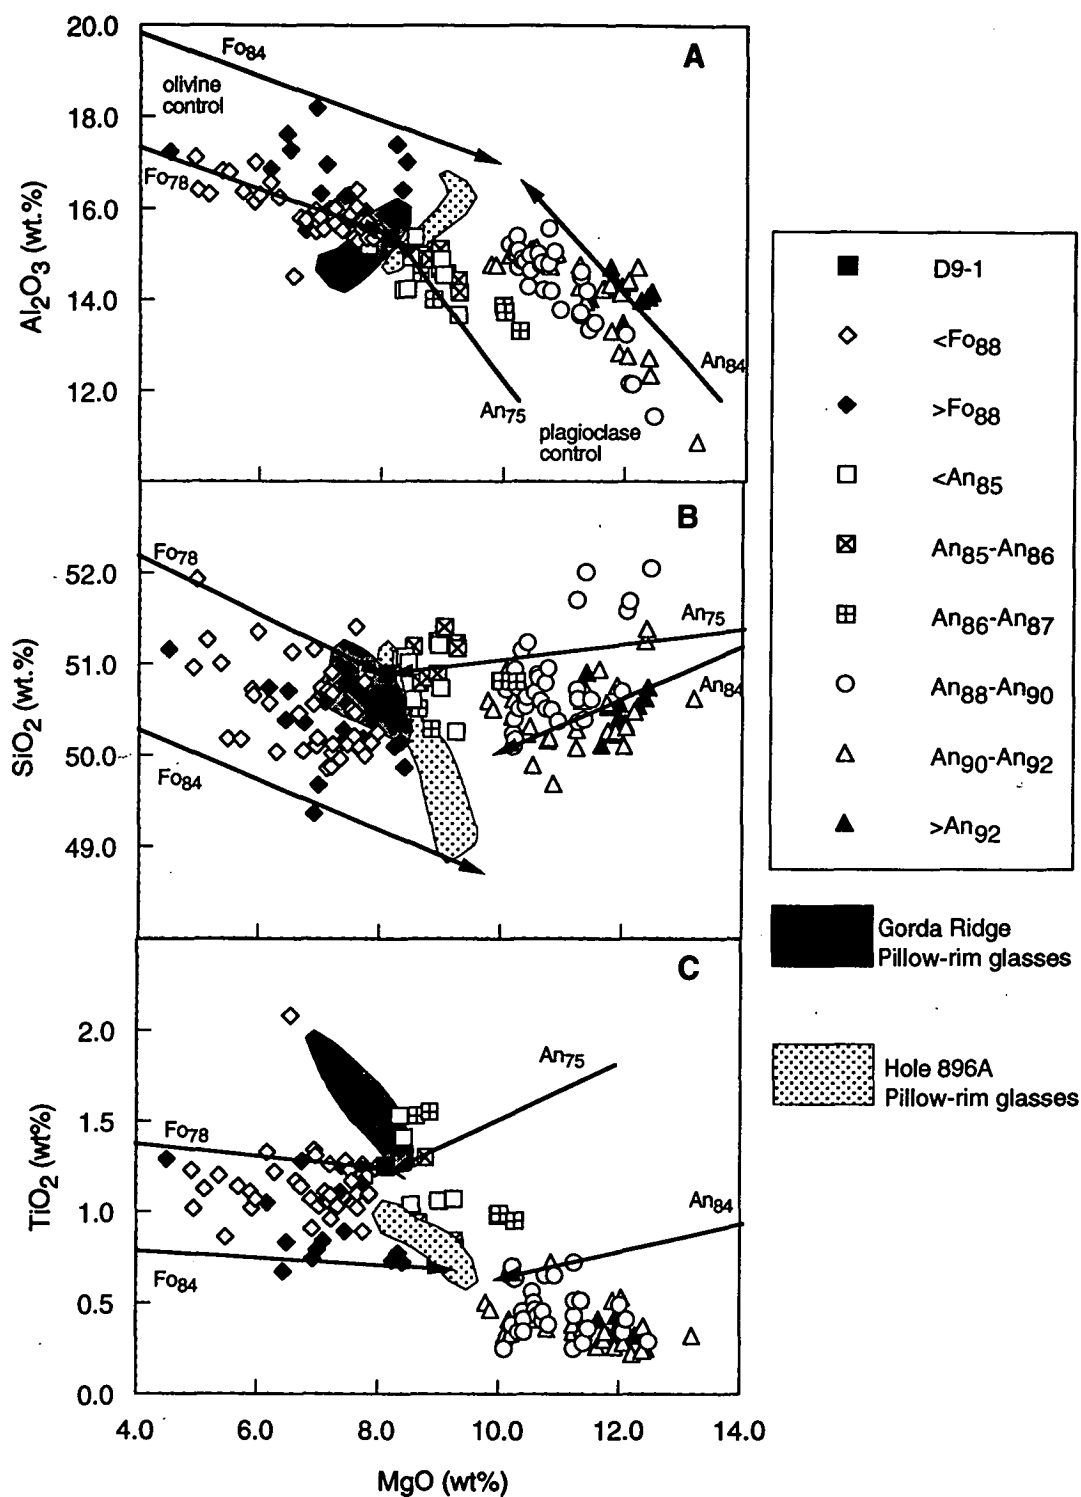 20.0
18.0
16.0
14.0
12.0
Al2O3 (wt.%)
A
Fo84
olivine
control
Fo78
An84
An75
plagioclase
control
52.0
51.0
50.0
49.0
SiO2 (wt.%)
B
Fo78
An75
An84
Fo84
2.0
1.5
1.0
0.5
0.0
TiO2 (wt%)
C
An75
Fo78
An84
Fo84
4.0 6.0 8.0 10.0 12.0 14.0
MgO (wt%)
D9-1
<Fo88
>Fo88
<An85
An85-An86
An86-An87
An88-An90
An90-An92
>An92
Gorda Ridge
Pillow-rim glasses
Hole 896A
Pillow-rim glasses